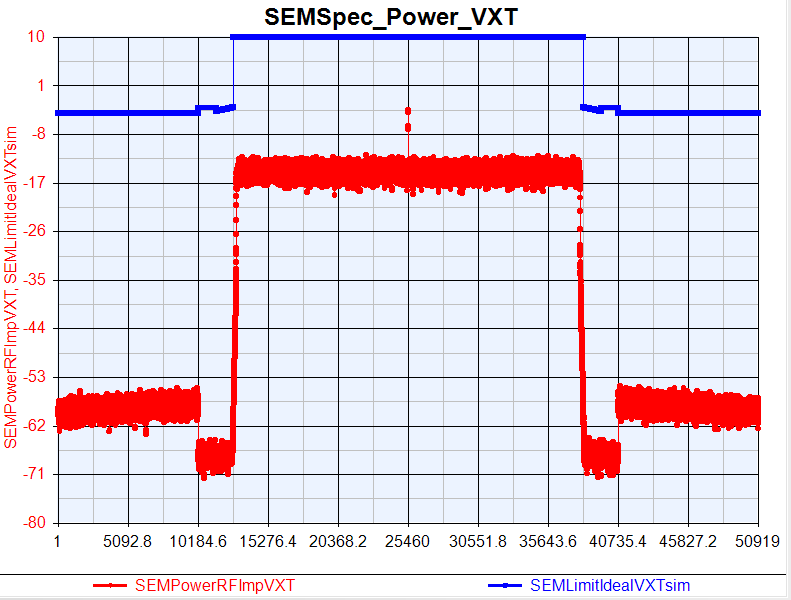 SEMSpec_Power_VXT
SEMPowerRFImpVXT, SEMLimitIdealVXTsim
10
1
-8
-17
-26
-35
-44
-53
-62
-71
-80
1 5092.8 10184.6 15276.4 20368.2 25460 30551.8 35643.6 40735.4 45827.2 50919
SEMPowerRFImpVXT SEMLimitIdealVXTsim